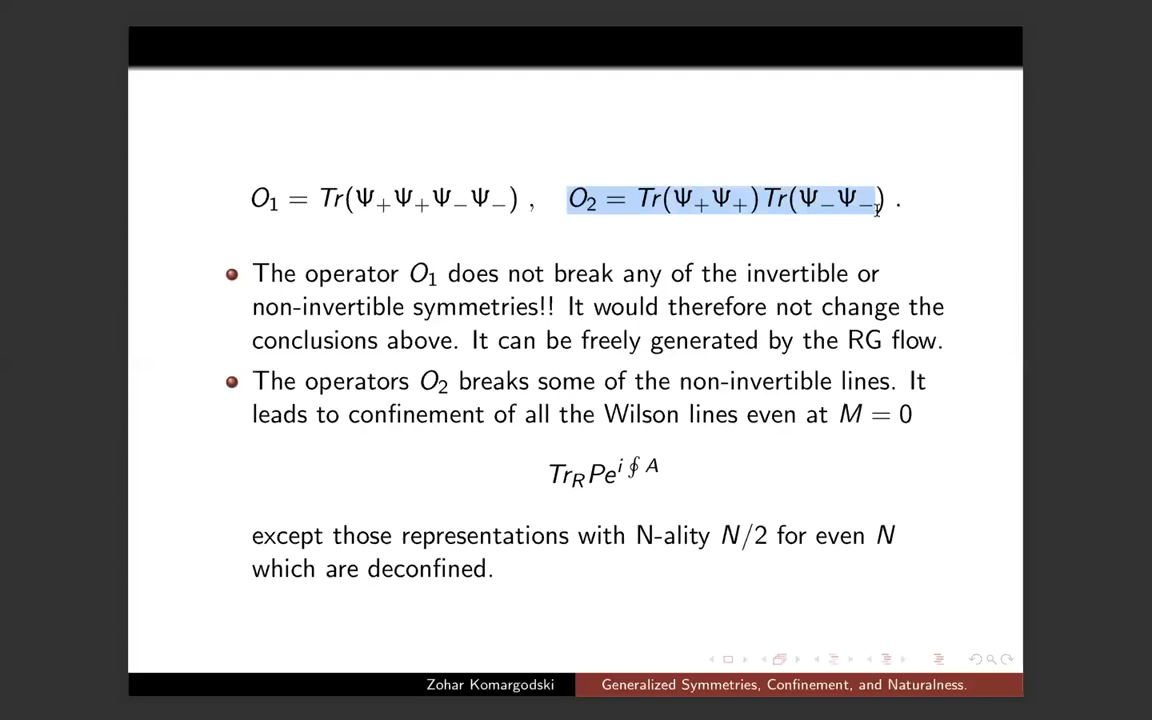 O₁ = Tr(Ψ₊Ψ₊Ψ₋Ψ₋) ,   O₂ = Tr(Ψ₊Ψ₊)Tr(Ψ₋Ψ₋) .
The operator O₁ does not break any of the invertible or
non-invertible symmetries!! It would therefore not change the
conclusions above. It can be freely generated by the RG flow.
The operators O₂ breaks some of the non-invertible lines. It
leads to confinement of all the Wilson lines even at M = 0
Tr_R Pe^{i∮A}
except those representations with N-ality N/2 for even N
which are deconfined.
Zohar Komargodski
Generalized Symmetries, Confinement, and Naturalness.